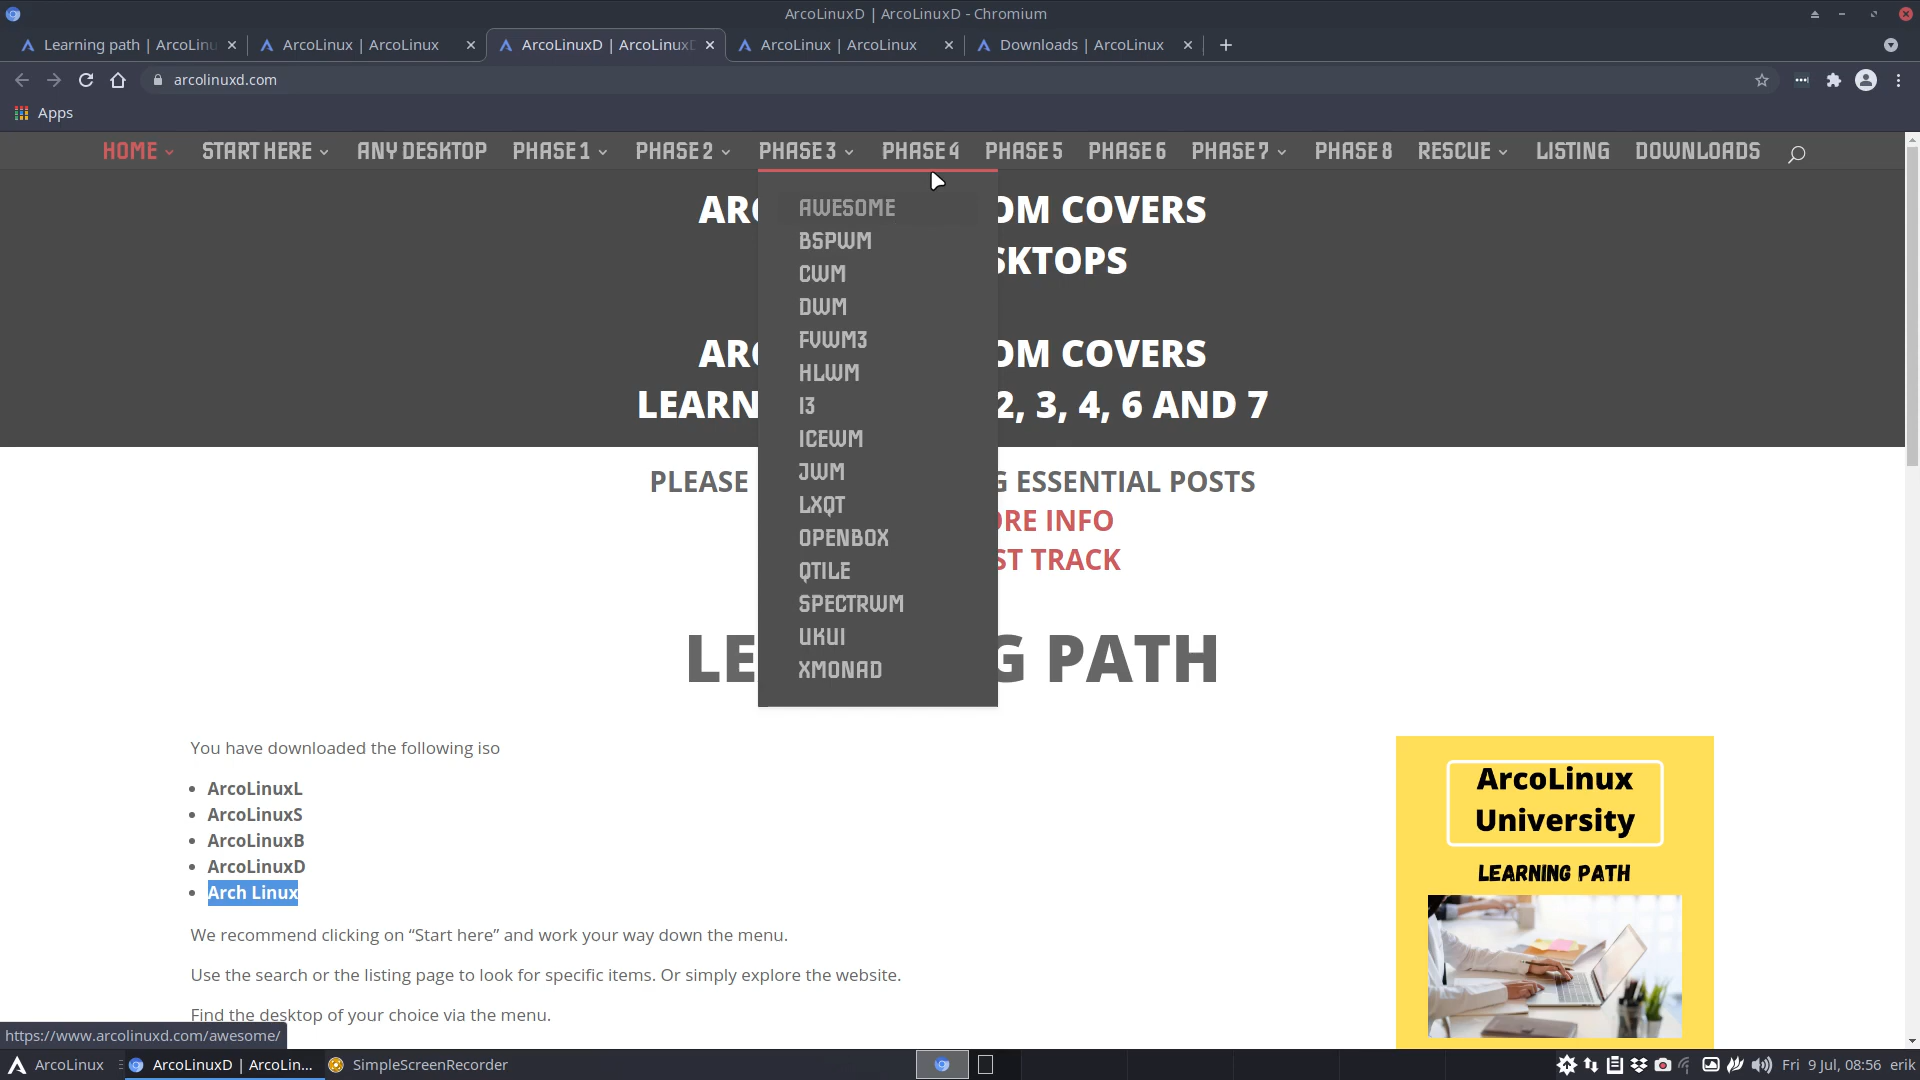 ArcoLinuxD | ArcoLinuxD - Chromium
Learning path | ArcoLinu
ArcoLinux | ArcoLinux
ArcoLinuxD | ArcoLinuxD
ArcoLinux | ArcoLinux
Downloads | ArcoLinux
arcolinuxd.com
Apps
HOME START HERE ANY DESKTOP PHASE 1 PHASE 2 PHASE 3 PHASE 4 PHASE 5 PHASE 6 PHASE 7 PHASE 8 RESCUE LISTING DOWNLOADS
AWESOME
BSPWM
CWM
DWM
FVWM3
HLWM
I3
ICEWM
JWM
LXQT
OPENBOX
QTILE
SPECTRWM
UKUI
XMONAD
ARC OM COVERS
SKTOPS
ARC OM COVERS
LEARN 2, 3, 4, 6 AND 7
PLEASE G ESSENTIAL POSTS
ORE INFO
ST TRACK
LE G PATH
You have downloaded the following iso
ArcoLinuxL
ArcoLinuxS
ArcoLinuxB
ArcoLinuxD
Arch Linux
We recommend clicking on “Start here” and work your way down the menu.
Use the search or the listing page to look for specific items. Or simply explore the website.
Find the desktop of your choice via the menu.
ArcoLinux
University
LEARNING PATH
https://www.arcolinuxd.com/awesome/
ArcoLinux
ArcoLinuxD | ArcoLin...
SimpleScreenRecorder
Fri 9 Jul, 08:56 erik